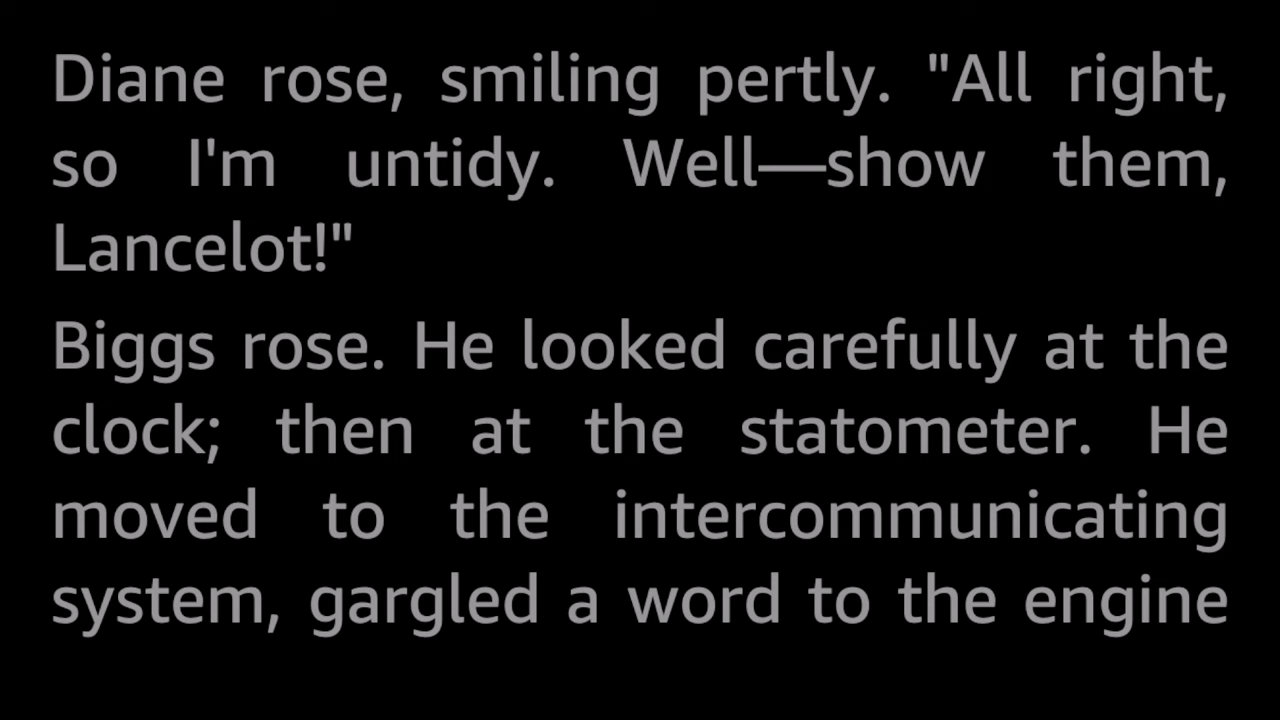 Diane rose, smiling pertly. "All right,
so I'm untidy. Well—show them,
Lancelot!"
Biggs rose. He looked carefully at the
clock; then at the statometer. He
moved to the intercommunicating
system, gargled a word to the engine